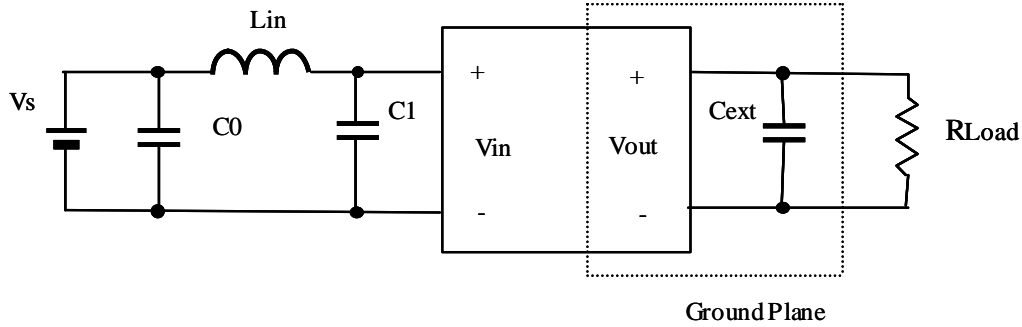 Lin
Vs
C0
C1
+
Vin
-
+
Vout
-
Cext
RLoad
Ground Plane